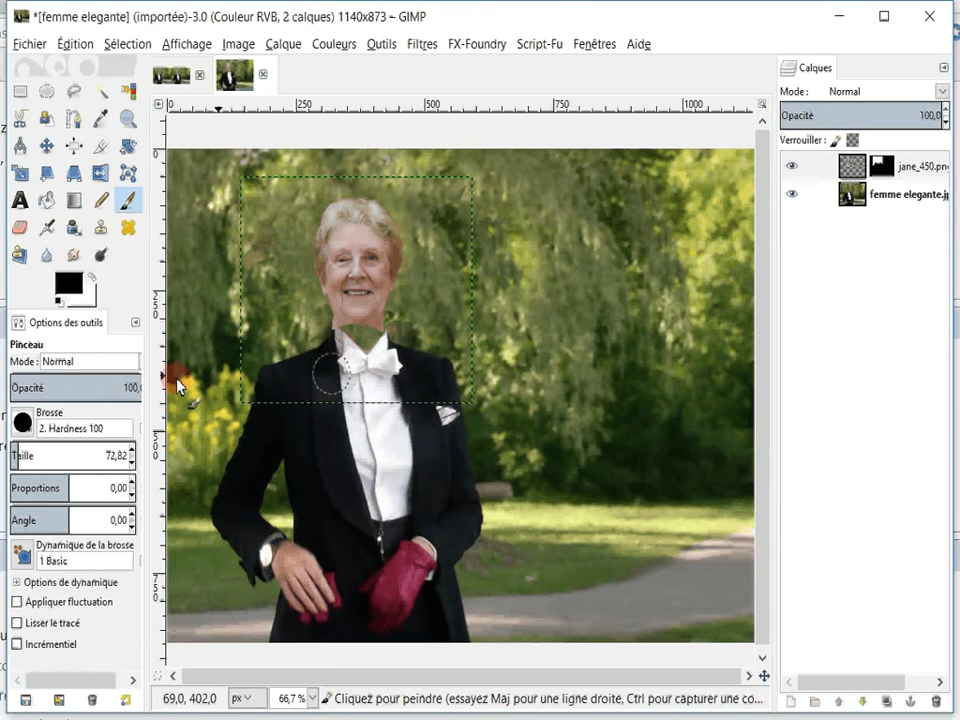 *[femme elegante] (importée)-3.0 (Couleur RVB, 2 calques) 1140x873 – GIMP
Fichier Édition Sélection Affichage Image Calque Couleurs Outils Filtres FX-Foundry Script-Fu Fenêtres Aide
Calques
Mode : Normal
Opacité 100,0
Verrouiller :
jane_450.pn
femme elegante.j
0 250 500 750 1000
0
250
500
750
Options des outils
Pinceau
Mode : Normal
Opacité 100,
Brosse
2. Hardness 100
Taille 72,82
Proportions 0,00
Angle 0,00
Dynamique de la brosse
1 Basic
Options de dynamique
Appliquer fluctuation
Lisser le tracé
Incrémentiel
69,0, 402,0 px 66,7 % Cliquez pour peindre (essayez Maj pour une ligne droite, Ctrl pour capturer une co...